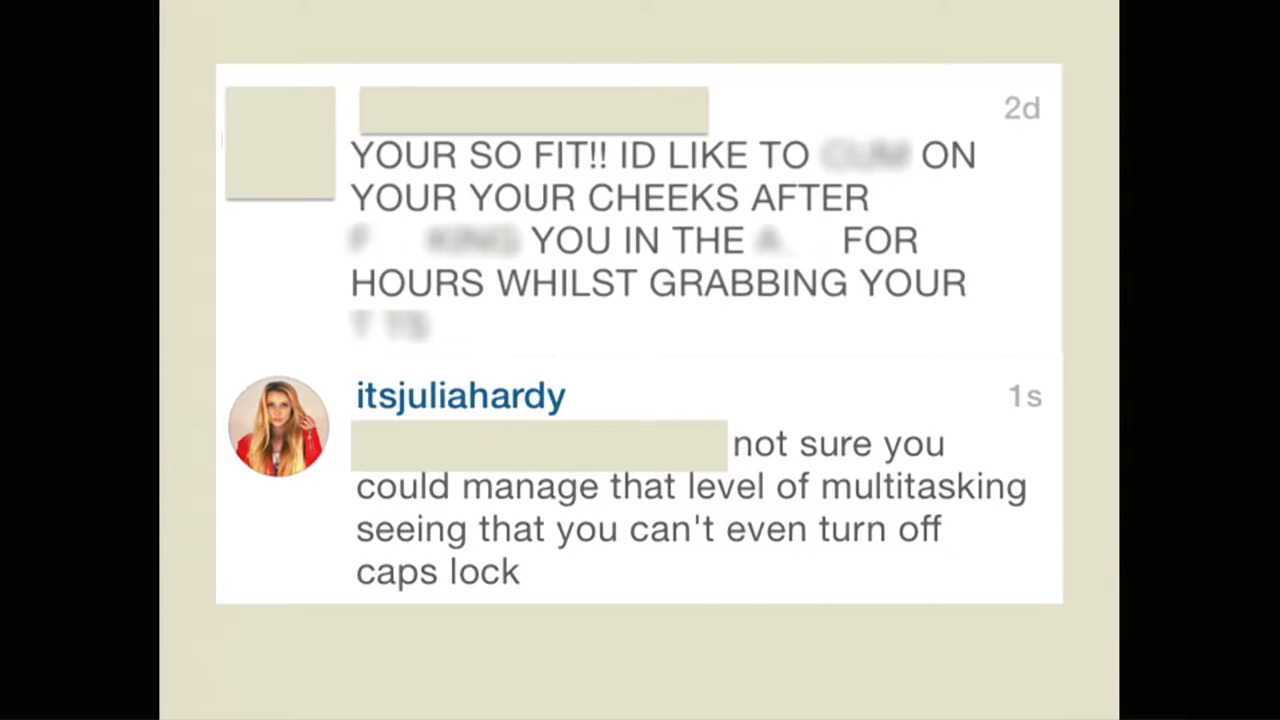 2d
YOUR SO FIT!! ID LIKE TO ON
YOUR YOUR CHEEKS AFTER
YOU IN THE FOR
HOURS WHILST GRABBING YOUR
itsjuliahardy 1s
not sure you
could manage that level of multitasking
seeing that you can't even turn off
caps lock